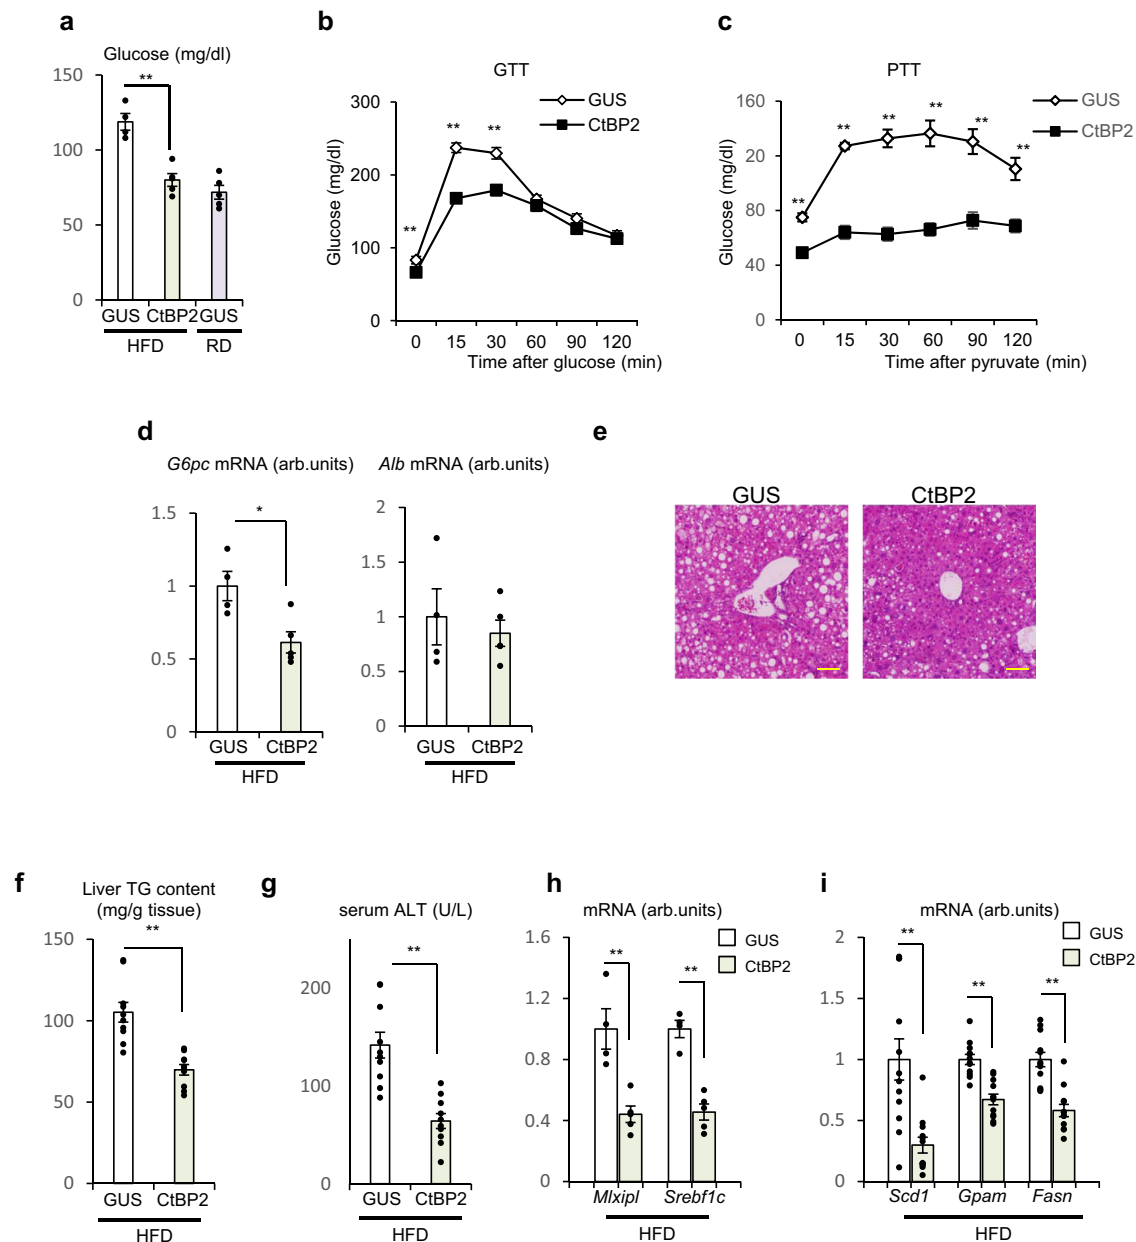 a
Glucose (mg/dl)
150
100
50
0
**
GUS CtBP2 GUS
HFD RD
b
GTT
GUS
CtBP2
Glucose (mg/dl)
300
200
100
0
** ** **
0 15 30 60 90 120
Time after glucose (min)
c
PTT
GUS
CtBP2
Glucose (mg/dl)
160
20
80
40
0
** ** ** ** ** **
0 15 30 60 90 120
Time after pyruvate (min)
d
G6pc mRNA (arb.units)
1.5
1
0.5
0
*
GUS CtBP2
HFD
Alb mRNA (arb.units)
2
1.5
1
0.5
0
GUS CtBP2
HFD
e
GUS CtBP2
f
Liver TG content
(mg/g tissue)
150
100
50
0
**
GUS CtBP2
HFD
g
serum ALT (U/L)
200
100
0
**
GUS CtBP2
HFD
h
mRNA (arb.units)
GUS
CtBP2
1.6
1.2
0.8
0.4
0
** **
Mlxipl Srebf1c
HFD
i
mRNA (arb.units)
GUS
CtBP2
2
1.5
1
0.5
0
** ** **
Scd1 Gpam Fasn
HFD